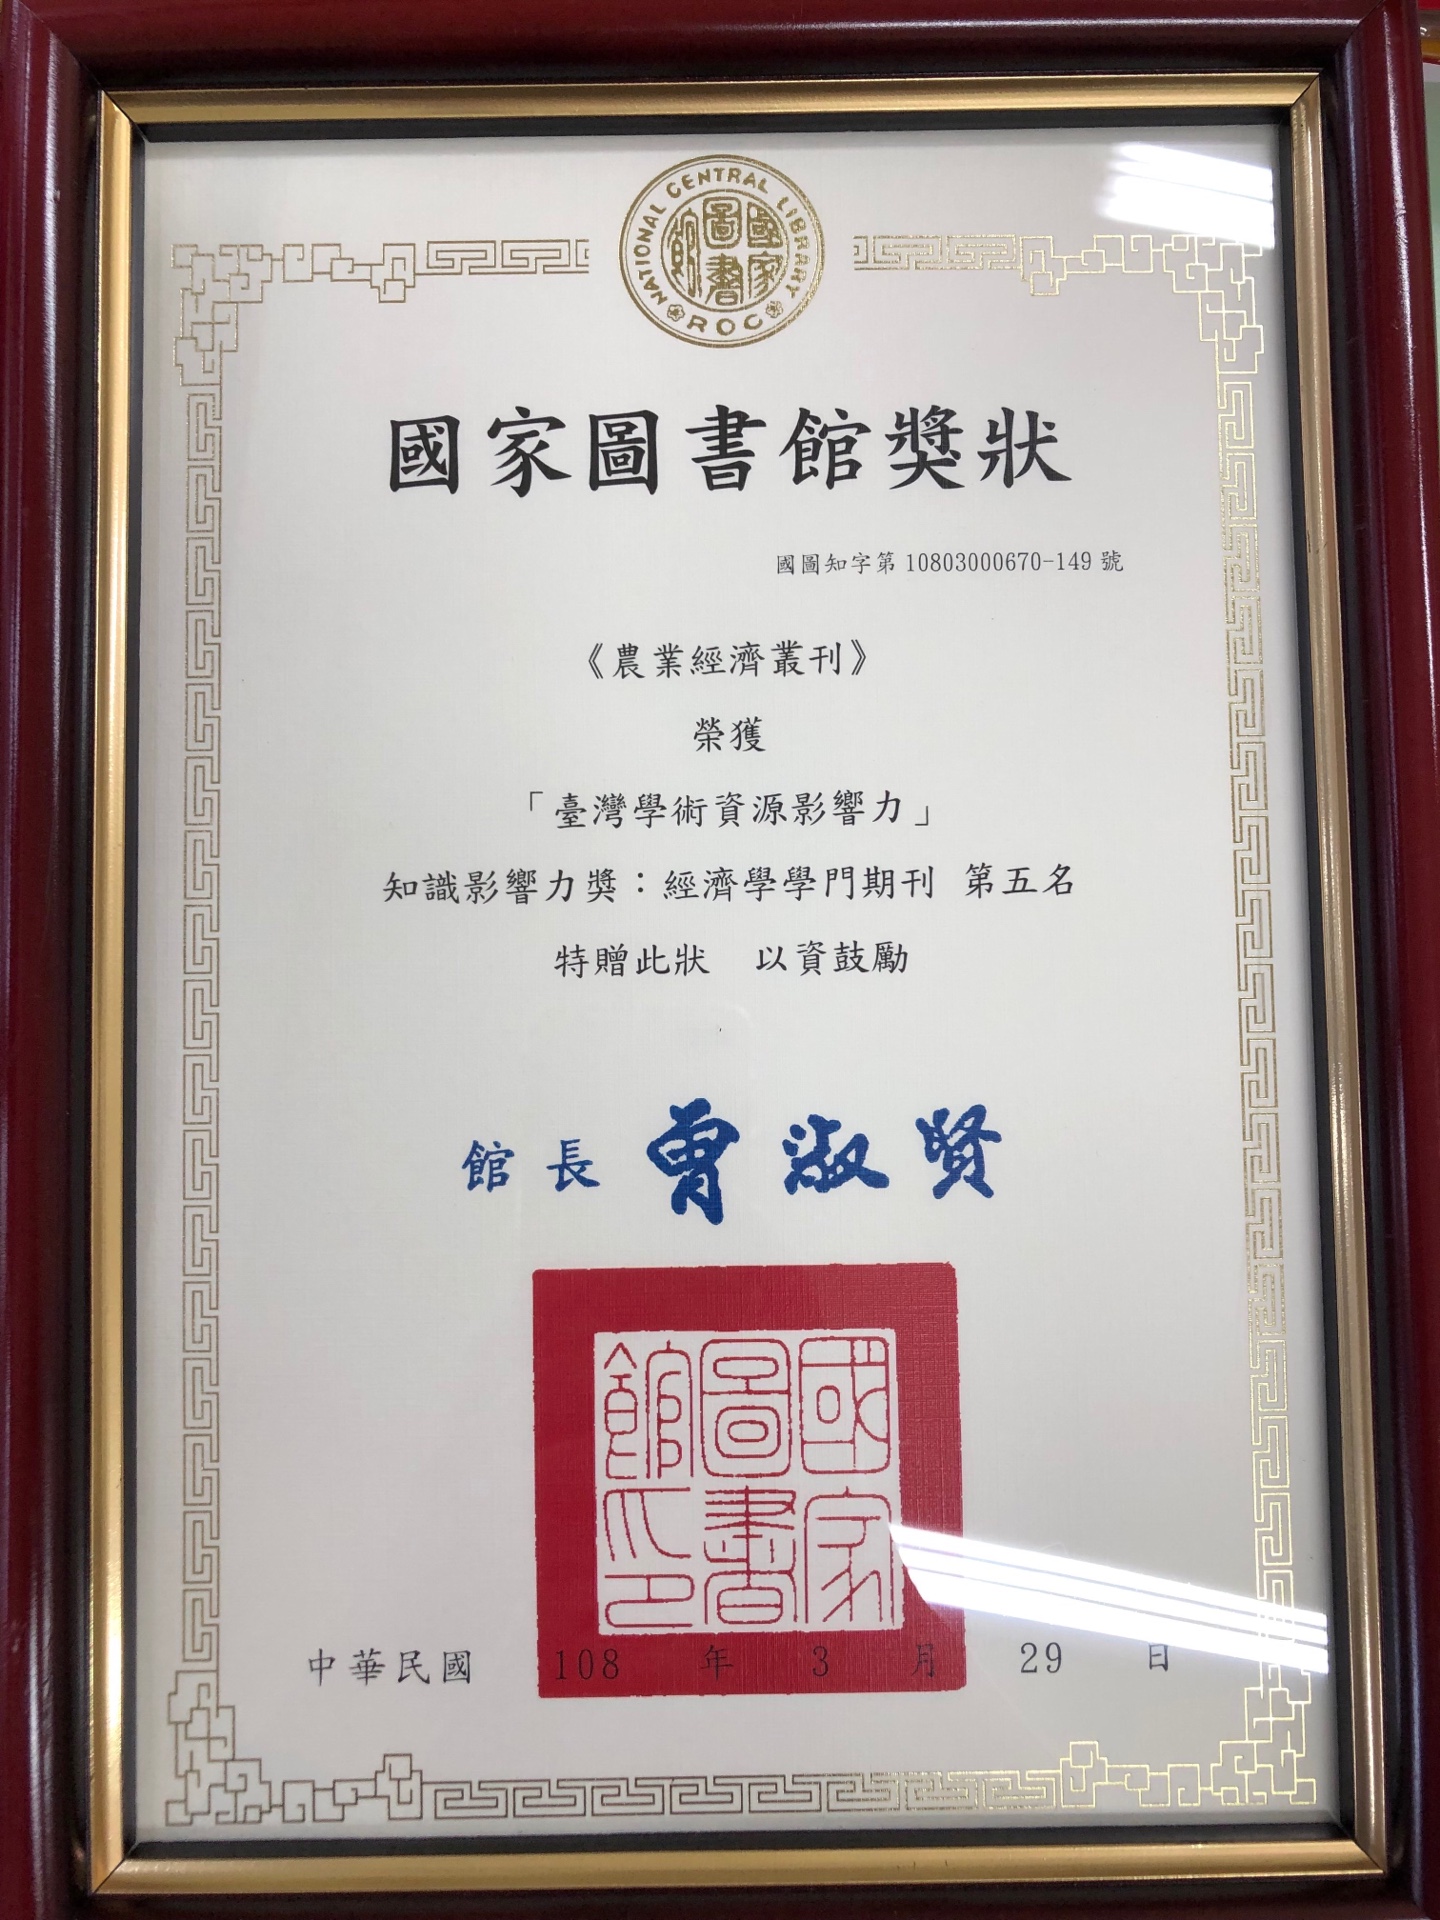 NATIONAL CENTRAL LIBRARY
國家圖書館
ROC
國家圖書館獎狀
國圖知字第 10803000670-149 號
《農業經濟叢刊》
榮獲
「臺灣學術資源影響力」
知識影響力獎：經濟學學門期刊 第五名
特贈此狀 以資鼓勵
館長 曾淑賢
國家圖書館印
中華民國 108 年 3 月 29 日